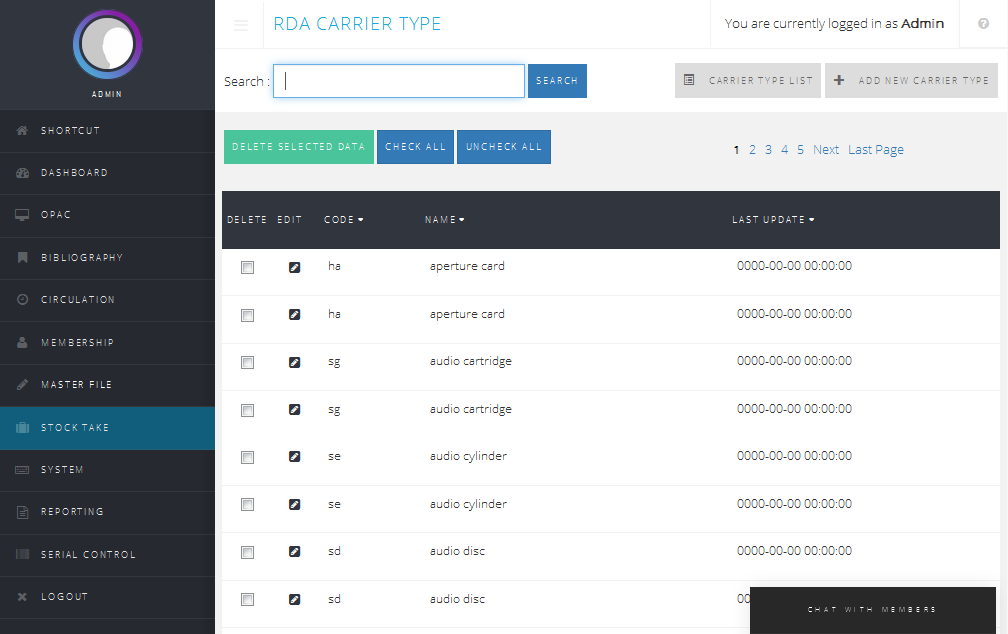 RDA CARRIER TYPE
You are currently logged in as Admin
?
ADMIN
Search :
SEARCH
CARRIER TYPE LIST
ADD NEW CARRIER TYPE
SHORTCUT
DASHBOARD
OPAC
BIBLIOGRAPHY
CIRCULATION
MEMBERSHIP
MASTER FILE
STOCK TAKE
SYSTEM
REPORTING
SERIAL CONTROL
LOGOUT
DELETE SELECTED DATA CHECK ALL UNCHECK ALL
1 2 3 4 5 Next Last Page
DELETE EDIT CODE NAME LAST UPDATE
ha aperture card 0000-00-00 00:00:00
ha aperture card 0000-00-00 00:00:00
sg audio cartridge 0000-00-00 00:00:00
sg audio cartridge 0000-00-00 00:00:00
se audio cylinder 0000-00-00 00:00:00
se audio cylinder 0000-00-00 00:00:00
sd audio disc 0000-00-00 00:00:00
sd audio disc 00
CHAT WITH MEMBERS